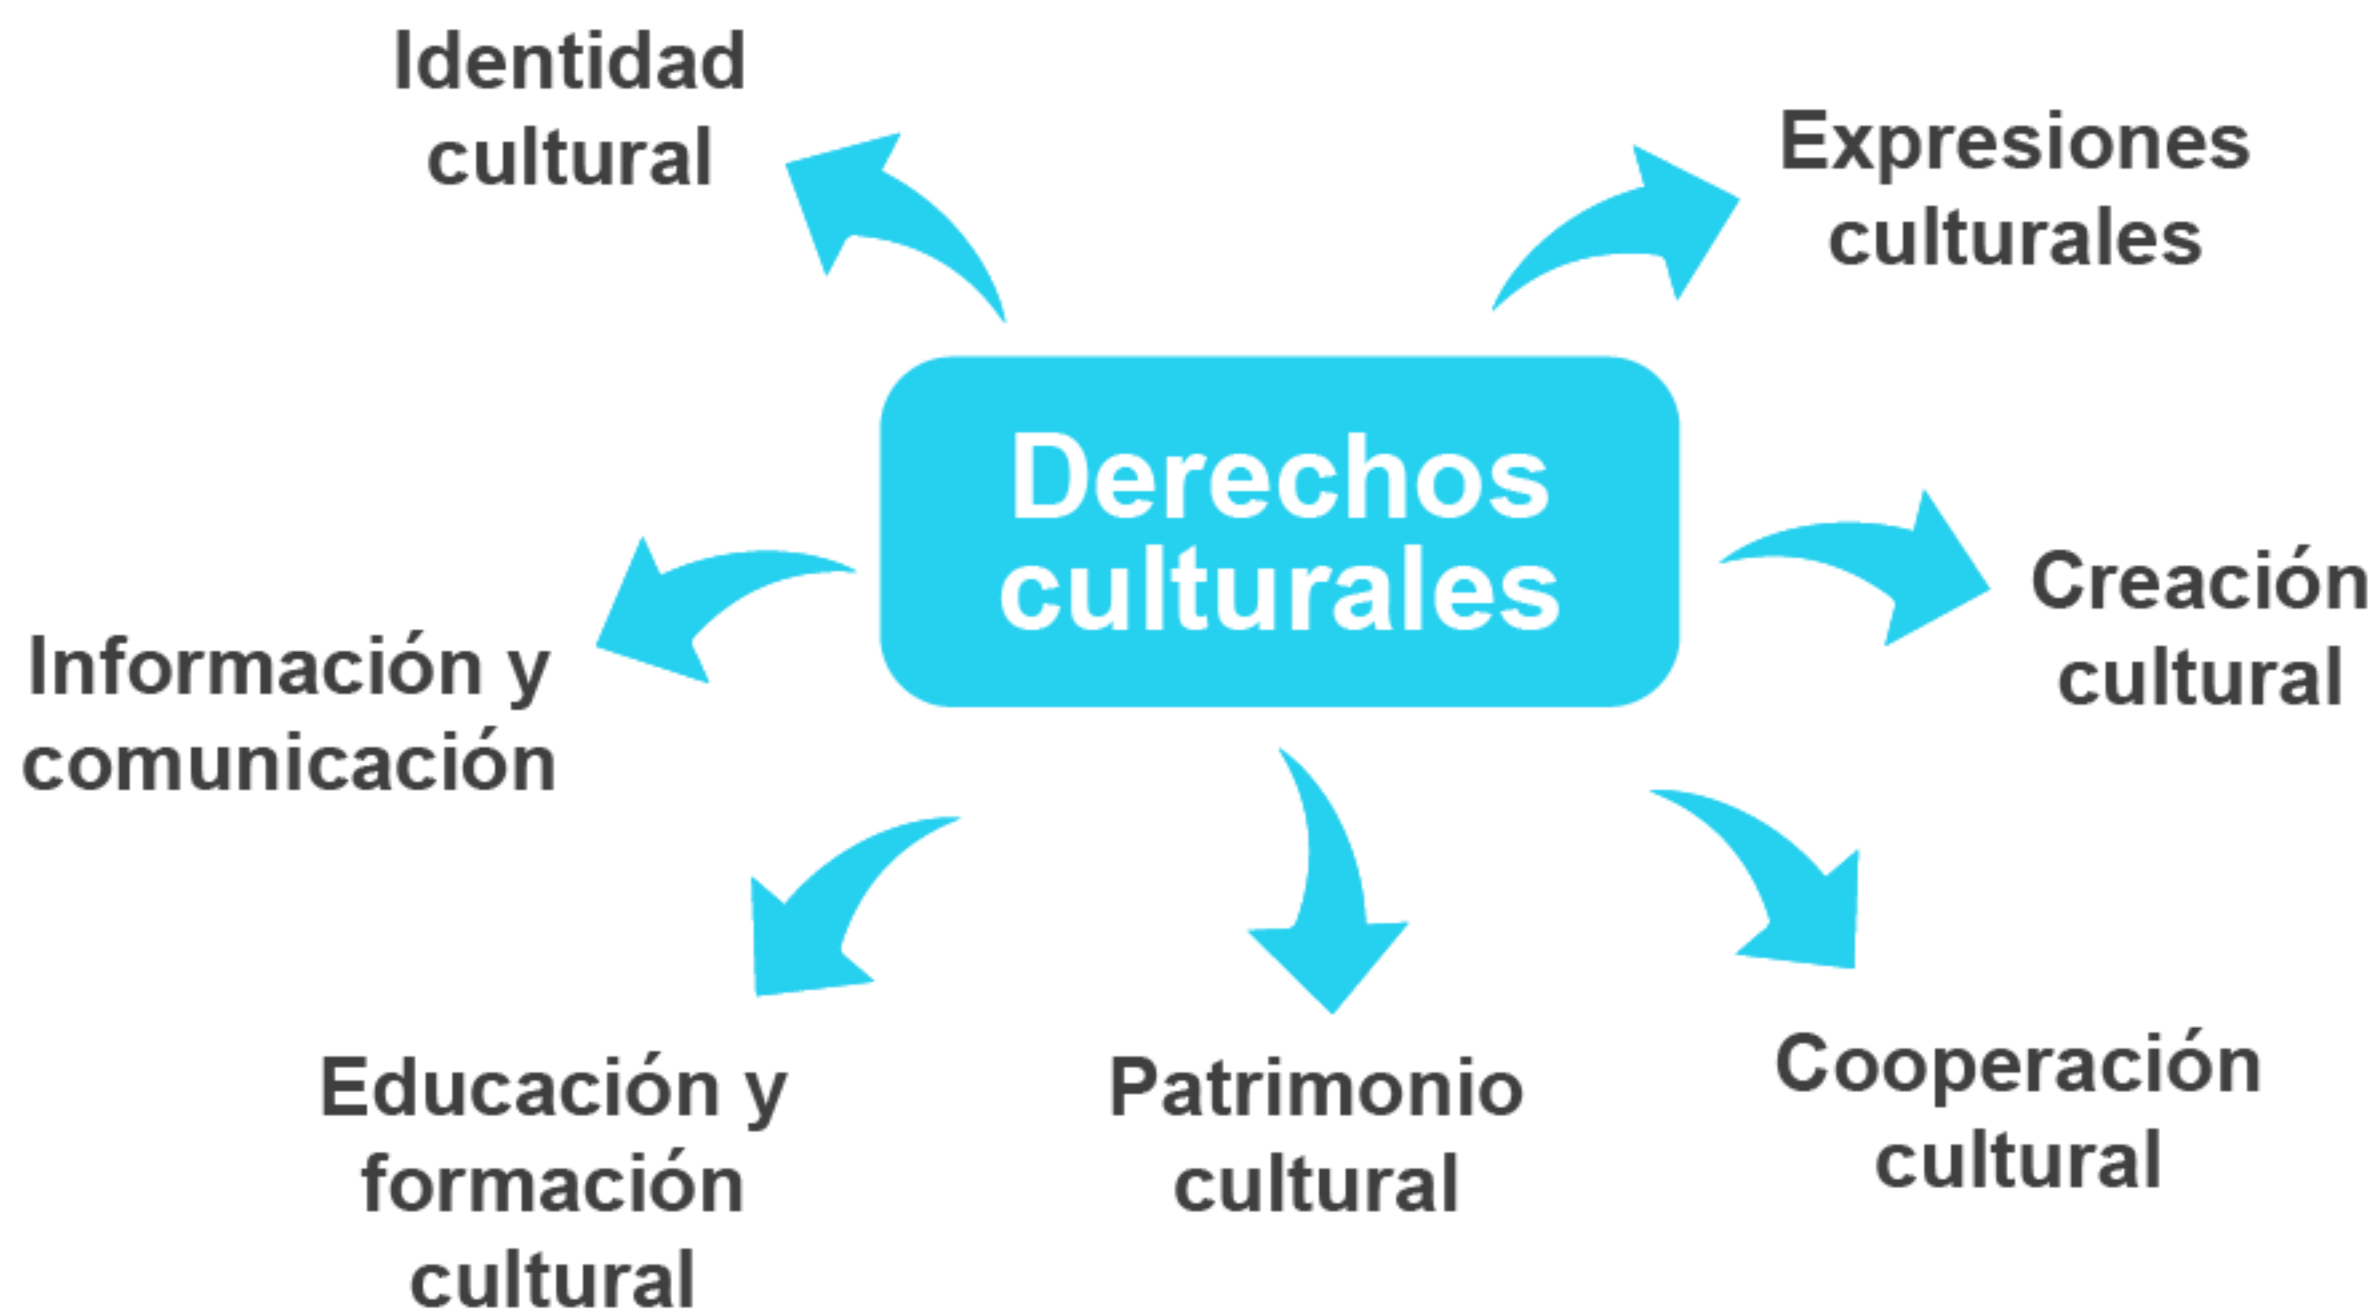 Identidad
cultural
Expresiones
culturales
Derechos
culturales
Información y
comunicación
Creación
cultural
Educación y
formación
cultural
Patrimonio
cultural
Cooperación
cultural